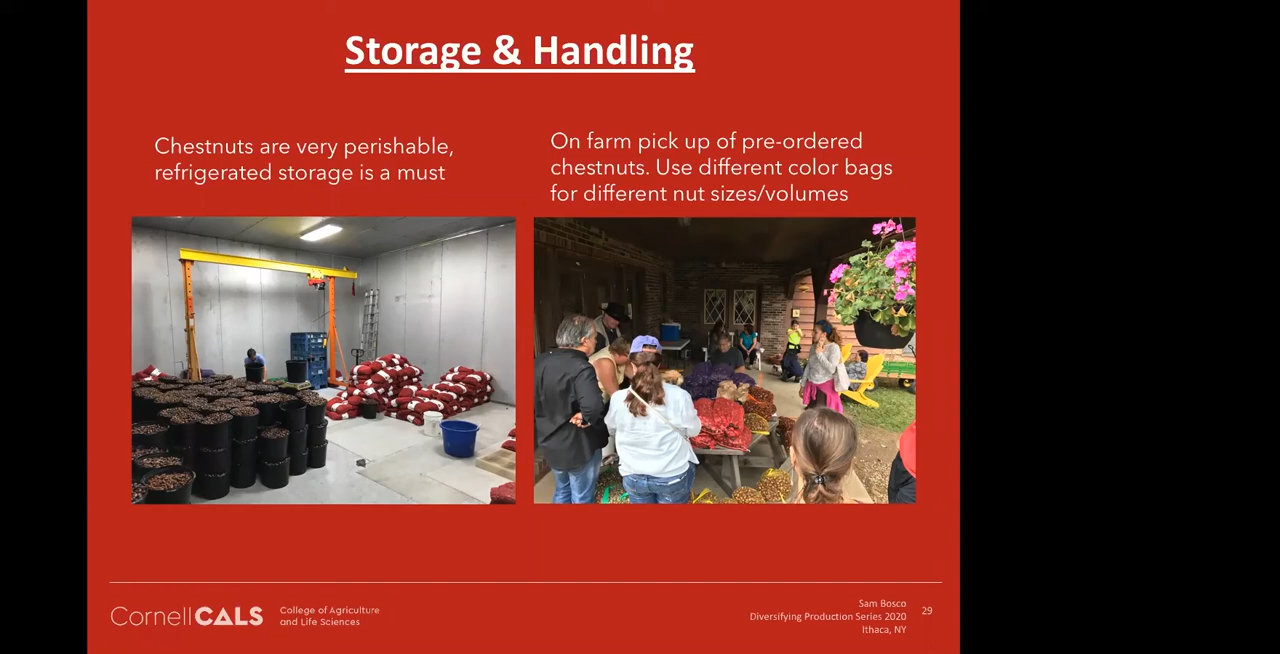 Storage & Handling
Chestnuts are very perishable,
refrigerated storage is a must
On farm pick up of pre-ordered
chestnuts. Use different color bags
for different nut sizes/volumes
CornellCALS
College of Agriculture
and Life Sciences
Sam Bosco
Diversifying Production Series 2020
Ithaca, NY
29